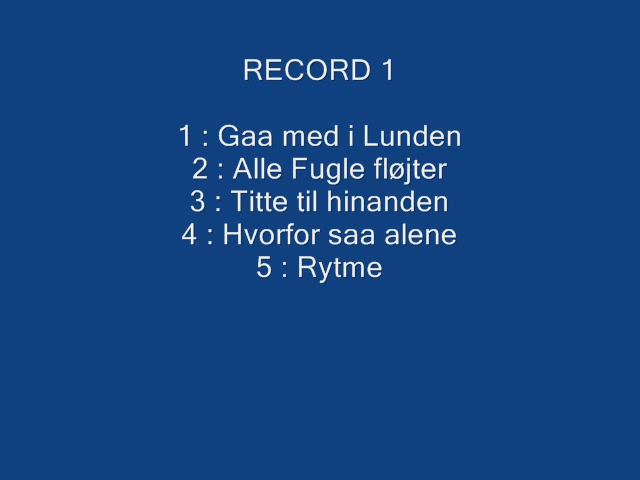 RECORD 1
1 : Gaa med i Lunden
2 : Alle Fugle fløjter
3 : Titte til hinanden
4 : Hvorfor saa alene
5 : Rytme